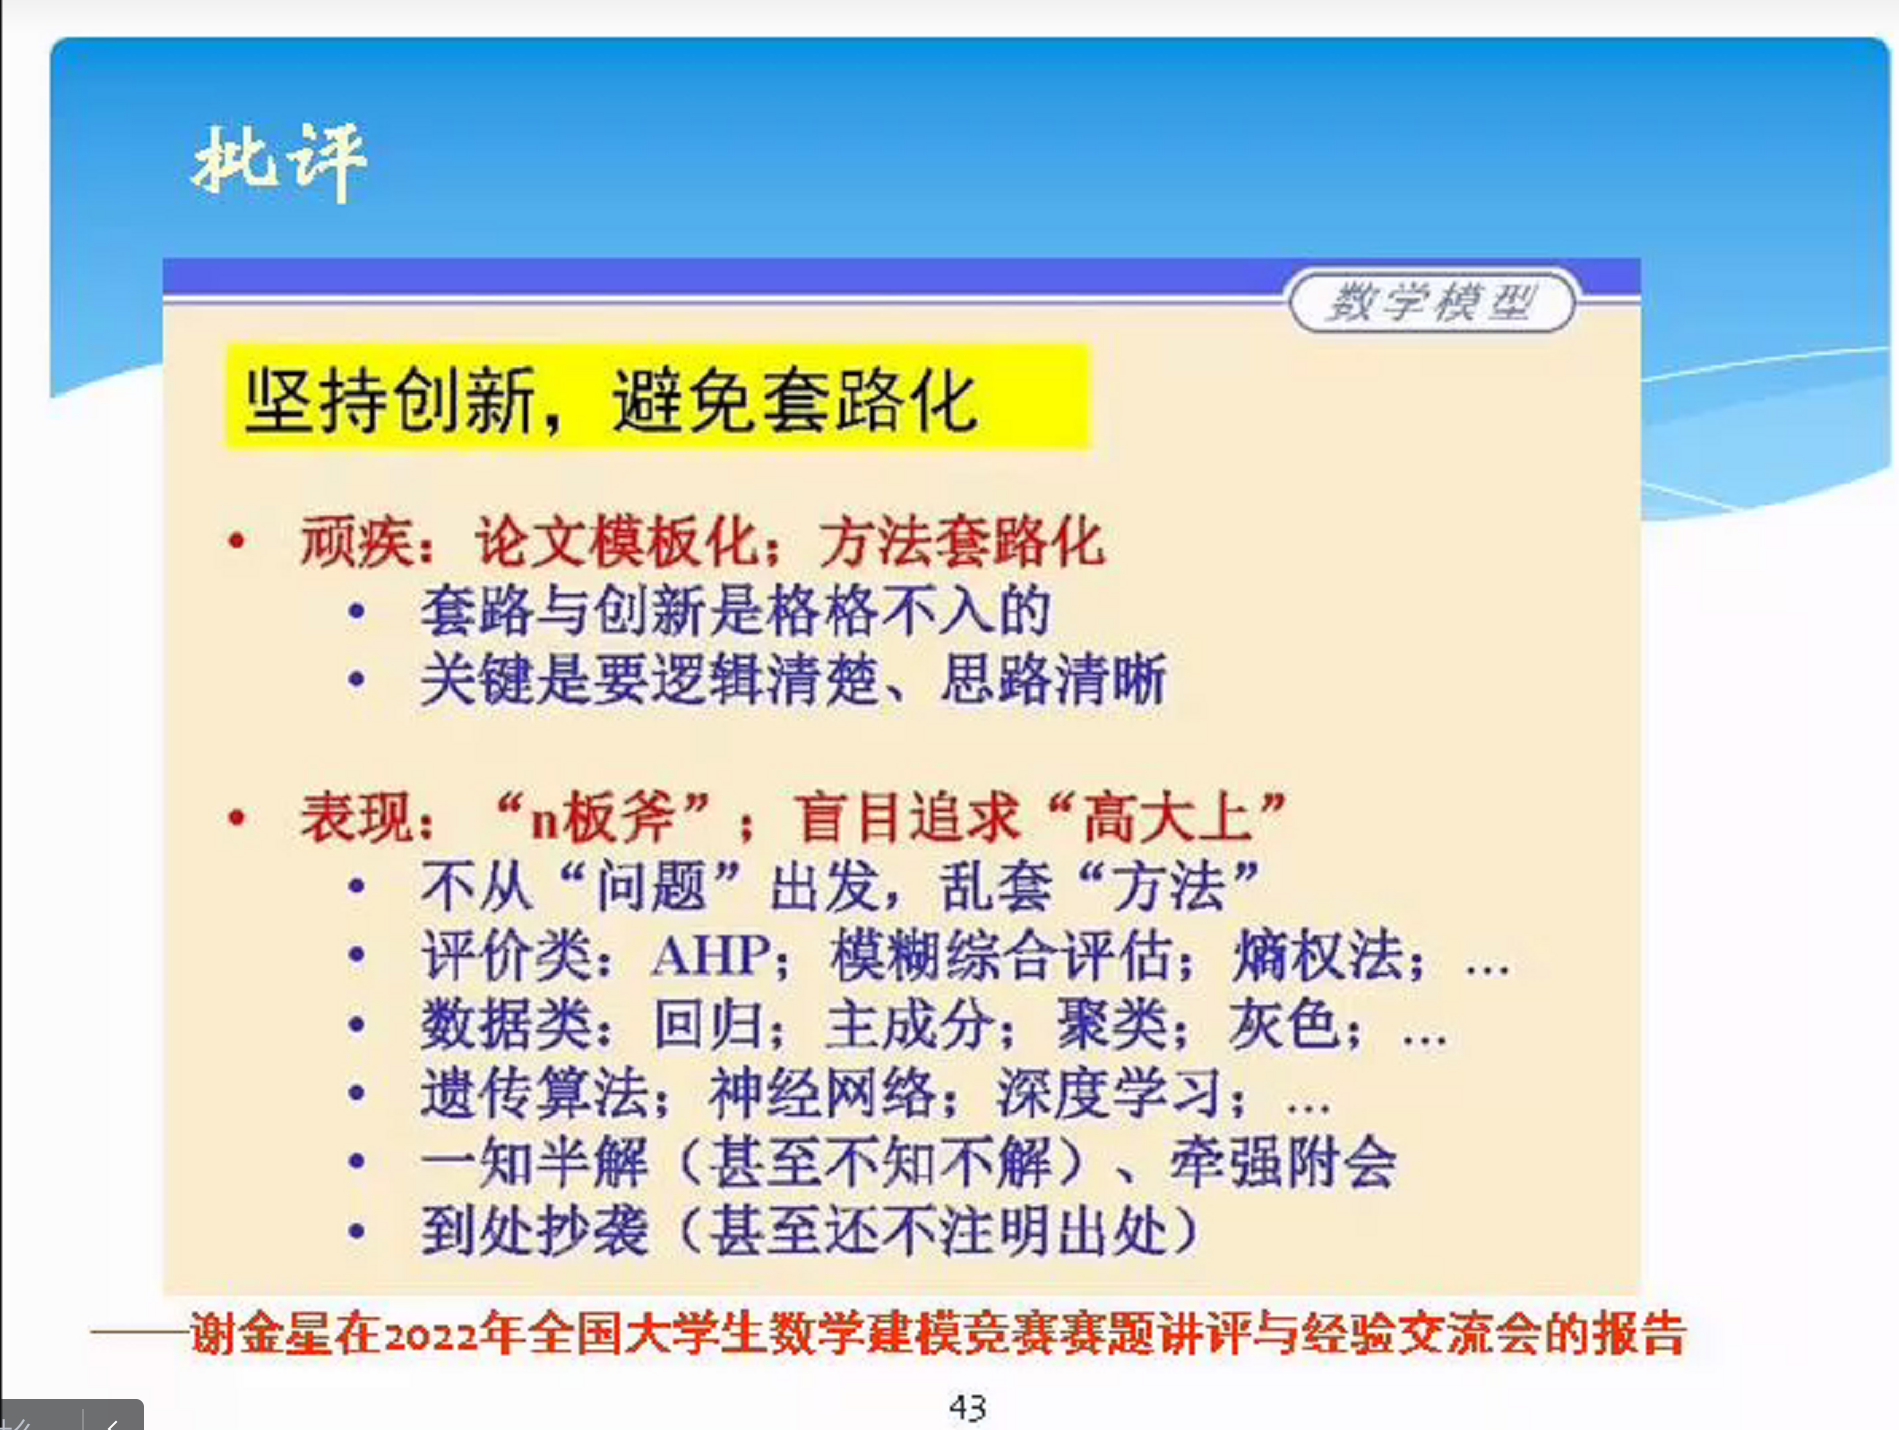 批评
数学模型
坚持创新，避免套路化
• 顽疾：论文模板化；方法套路化
• 套路与创新是格格不入的
• 关键是要逻辑清楚、思路清晰
• 表现：“n板斧”；盲目追求“高大上”
• 不从“问题”出发，乱套“方法”
• 评价类：AHP；模糊综合评估；熵权法；…
• 数据类：回归；主成分；聚类；灰色；…
• 遗传算法；神经网络；深度学习；…
• 一知半解（甚至不知不解）、牵强附会
• 到处抄袭（甚至还不注明出处）
——谢金星在2022年全国大学生数学建模竞赛赛题讲评与经验交流会的报告
43